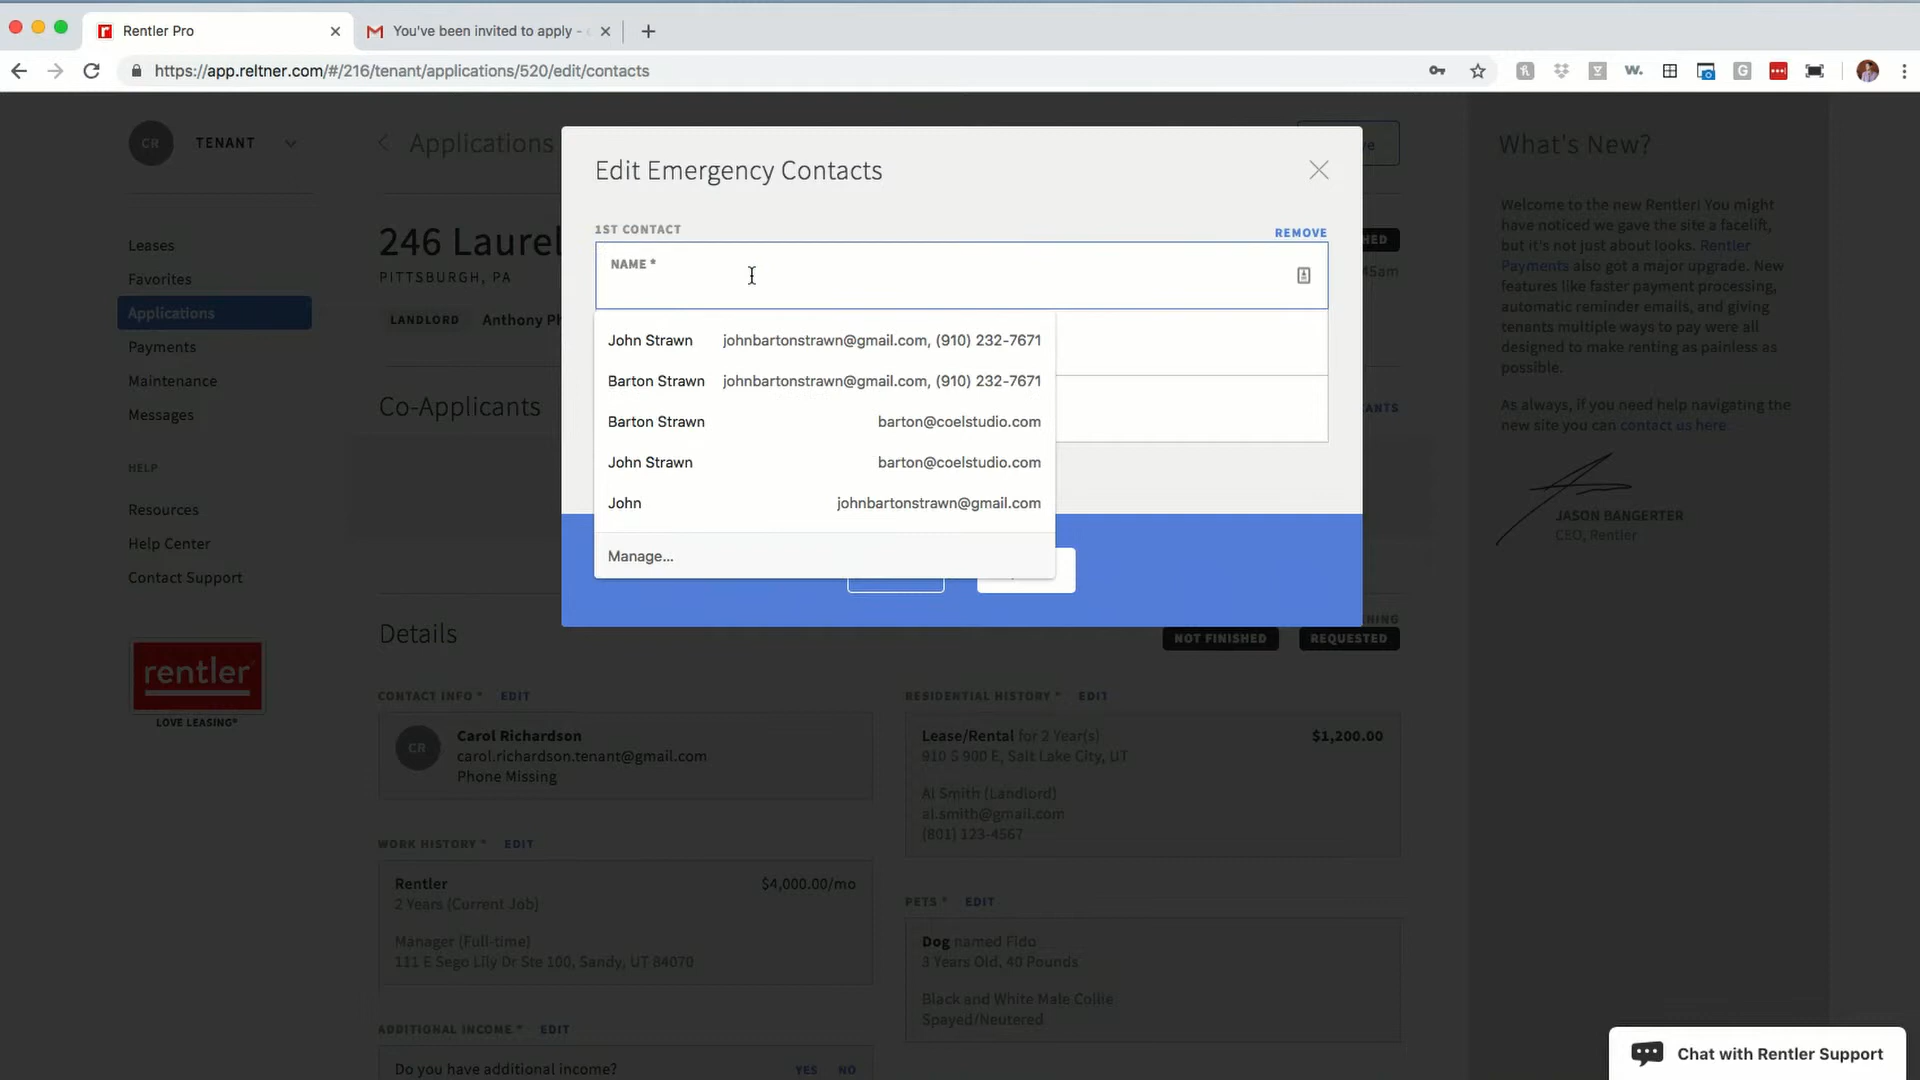 Rentler Pro
You've been invited to apply -
https://app.reltner.com/#/216/tenant/applications/520/edit/contacts
CR
TENANT
Applications
246 Laurel
PITTSBURGH, PA
LANDLORD Anthony Ph
Co-Applicants
Leases
Favorites
Applications
Payments
Maintenance
Messages
HELP
Resources
Help Center
Contact Support
rentler
LOVE LEASING®
Edit Emergency Contacts
1ST CONTACT
REMOVE
NAME *
John Strawn johnbartonstrawn@gmail.com, (910) 232-7671
Barton Strawn johnbartonstrawn@gmail.com, (910) 232-7671
Barton Strawn barton@coelstudio.com
John Strawn barton@coelstudio.com
John johnbartonstrawn@gmail.com
Manage...
Details
NOT FINISHED
REQUESTED
CONTACT INFO * EDIT
CR
Carol Richardson
carol.richardson.tenant@gmail.com
Phone Missing
WORK HISTORY * EDIT
Rentler $4,000.00/mo
2 Years (Current Job)
Manager (Full-time)
111 E Sego Lily Dr Ste 100, Sandy, UT 84070
ADDITIONAL INCOME * EDIT
Do you have additional income? YES NO
RESIDENTIAL HISTORY * EDIT
Lease/Rental for 2 Year(s) $1,200.00
910 S 900 E, Salt Lake City, UT
Al Smith (Landlord)
al.smith@gmail.com
(801) 123-4567
PETS * EDIT
Dog named Fido
3 Years Old, 40 Pounds
Black and White Male Collie
Spayed/Neutered
What's New?
Welcome to the new Rentler! You might
have noticed we gave the site a facelift,
but it's not just about looks. Rentler
Payments also got a major upgrade. New
features like faster payment processing,
automatic reminder emails, and giving
tenants multiple ways to pay were all
designed to make renting as painless as
possible.
As always, if you need help navigating the
new site you can contact us here.
JASON BANGERTER
CEO, Rentler
Chat with Rentler Support